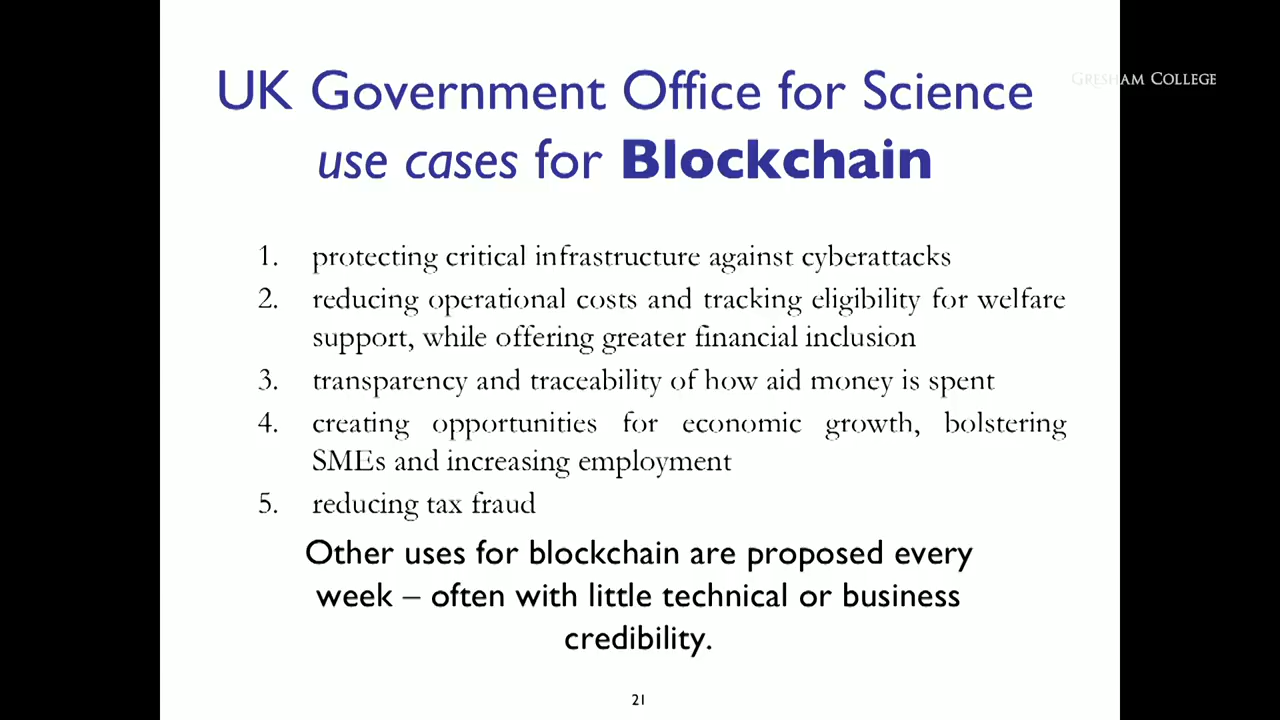 UK Government Office for Science
GRESHAM COLLEGE
use cases for Blockchain
1. protecting critical infrastructure against cyberattacks
2. reducing operational costs and tracking eligibility for welfare
support, while offering greater financial inclusion
3. transparency and traceability of how aid money is spent
4. creating opportunities for economic growth, bolstering
SMEs and increasing employment
5. reducing tax fraud
Other uses for blockchain are proposed every
week – often with little technical or business
credibility.
21